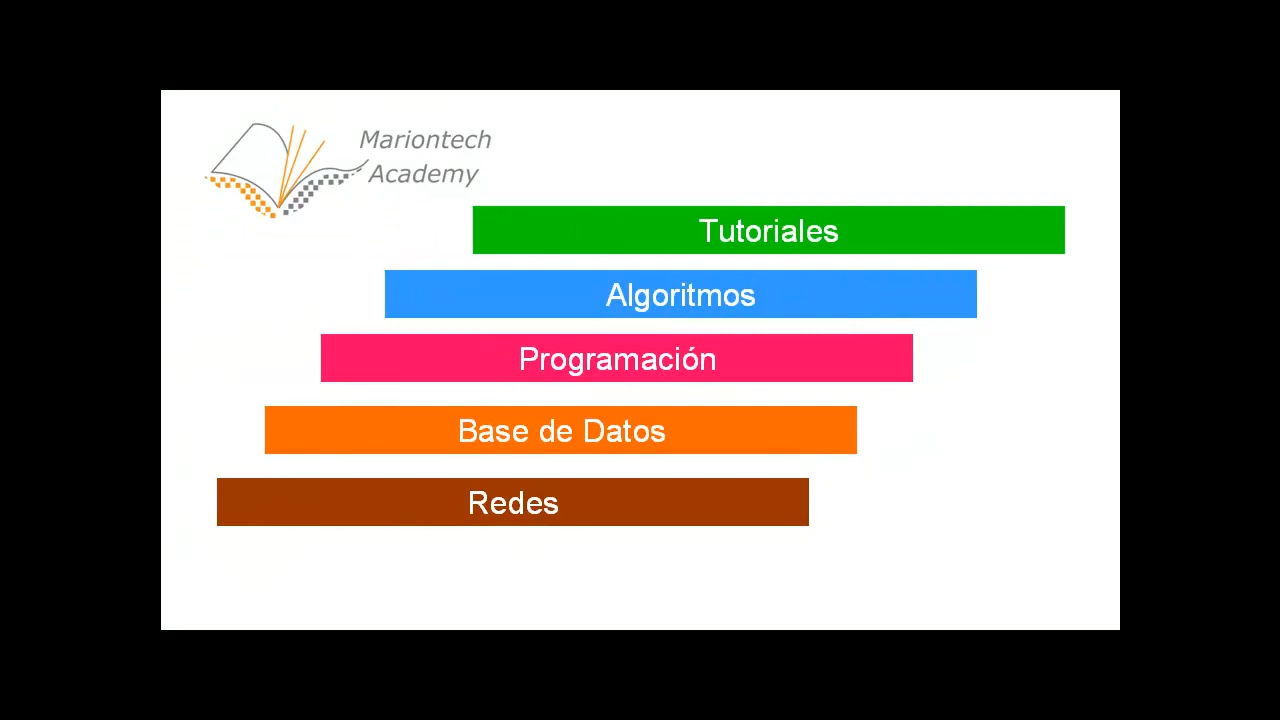 Mariontech
Academy
Tutoriales
Algoritmos
Programación
Base de Datos
Redes